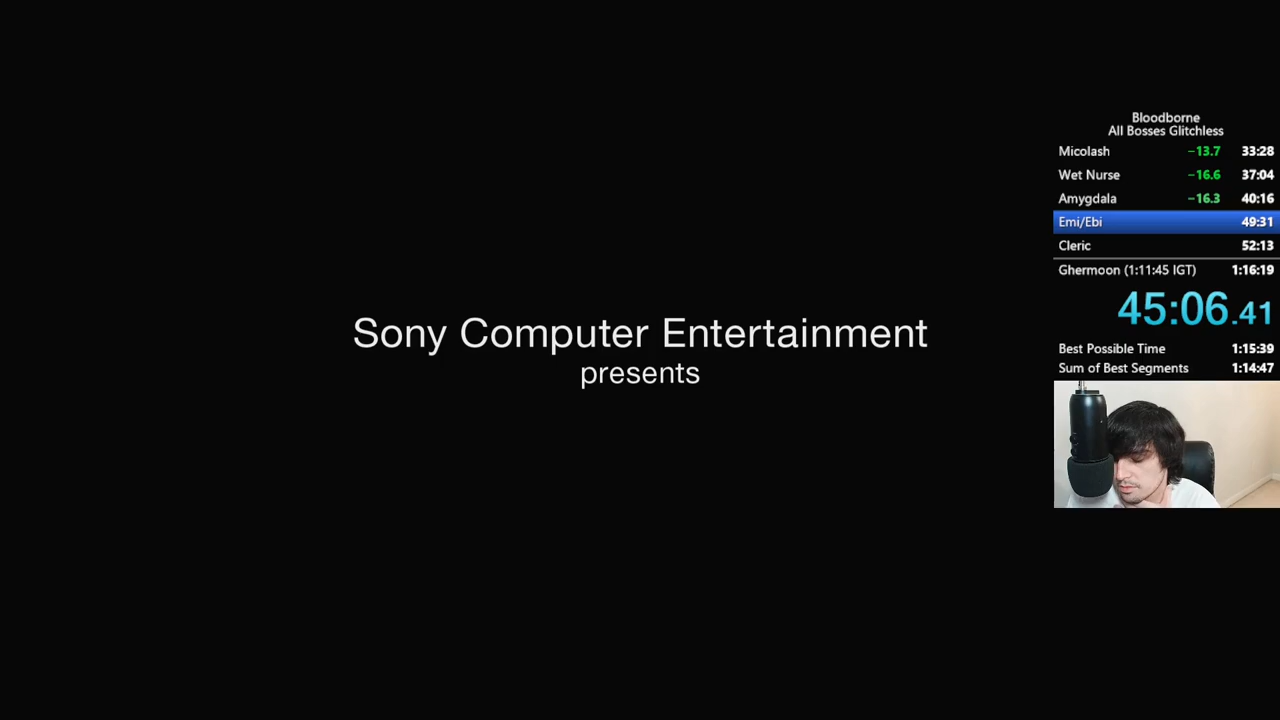 Sony Computer Entertainment
presents
Bloodborne
All Bosses Glitchless
Micolash −13.7 33:28
Wet Nurse −16.6 37:04
Amygdala −16.3 40:16
Emi/Ebi 49:31
Cleric 52:13
Ghermoon (1:11:45 IGT) 1:16:19
45:06.41
Best Possible Time 1:15:39
Sum of Best Segments 1:14:47